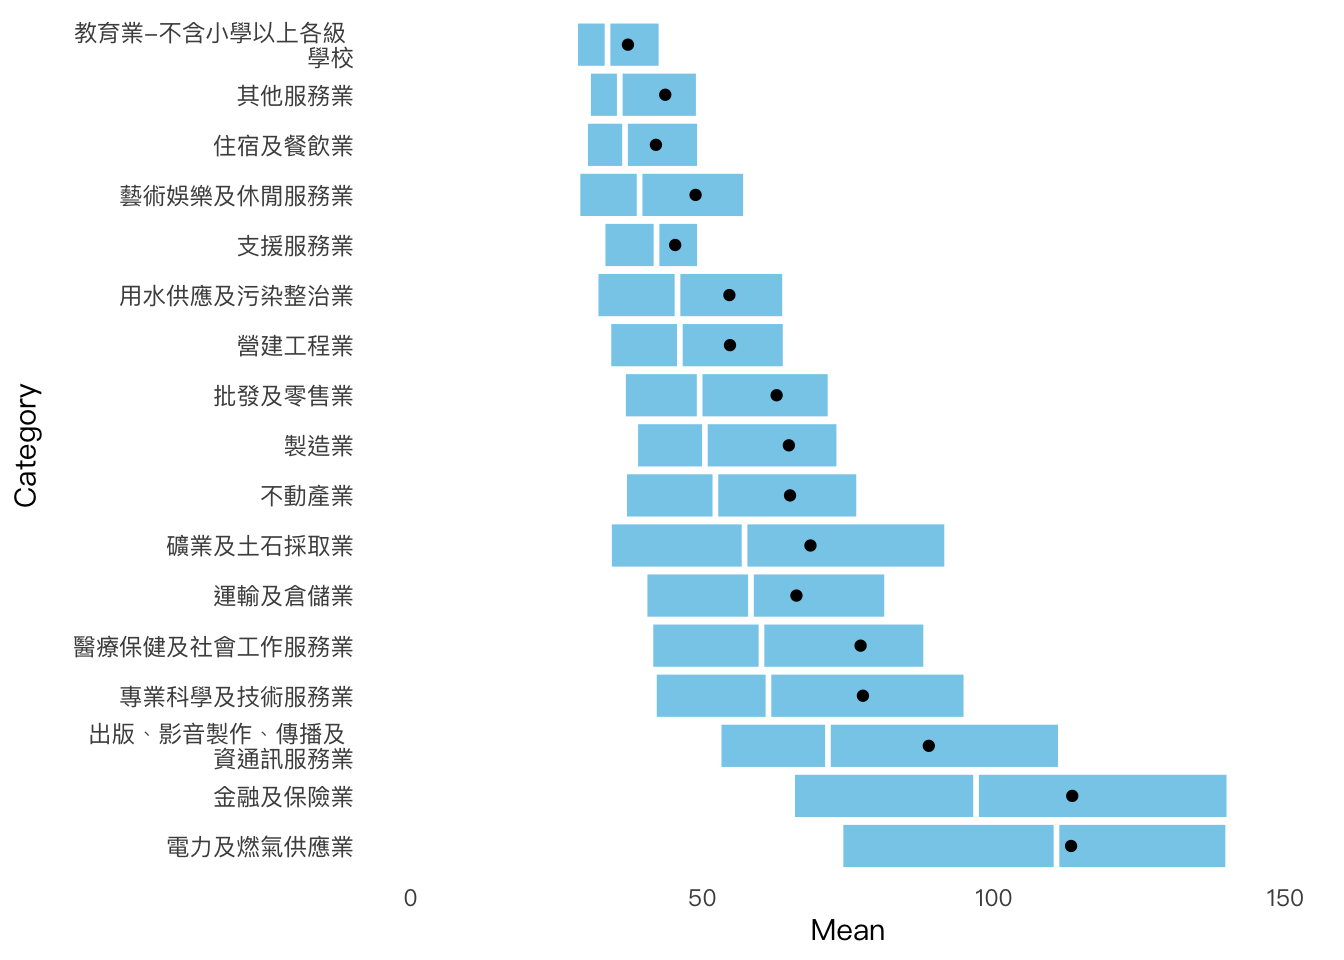 教育業–不含小學以上各級
學校
其他服務業
住宿及餐飲業
藝術娛樂及休閒服務業
支援服務業
用水供應及污染整治業
營建工程業
批發及零售業
製造業
不動產業
礦業及土石採取業
運輸及倉儲業
醫療保健及社會工作服務業
專業科學及技術服務業
出版、影音製作、傳播及
資通訊服務業
金融及保險業
電力及燃氣供應業
Category
0
50
100
150
Mean